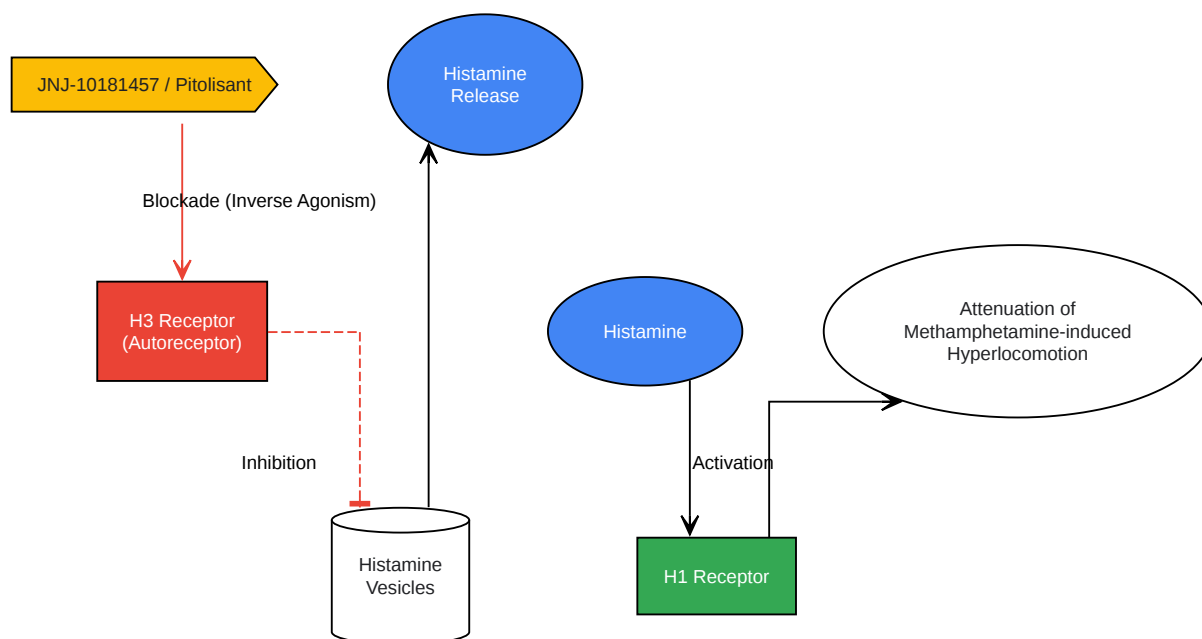 JNJ-10181457 / Pitolisant
Histamine
Release
Blockade (Inverse Agonism)
H3 Receptor
(Autoreceptor)
Histamine
Attenuation of
Methamphetamine-induced
Hyperlocomotion
Inhibition
Activation
Histamine
Vesicles
H1 Receptor